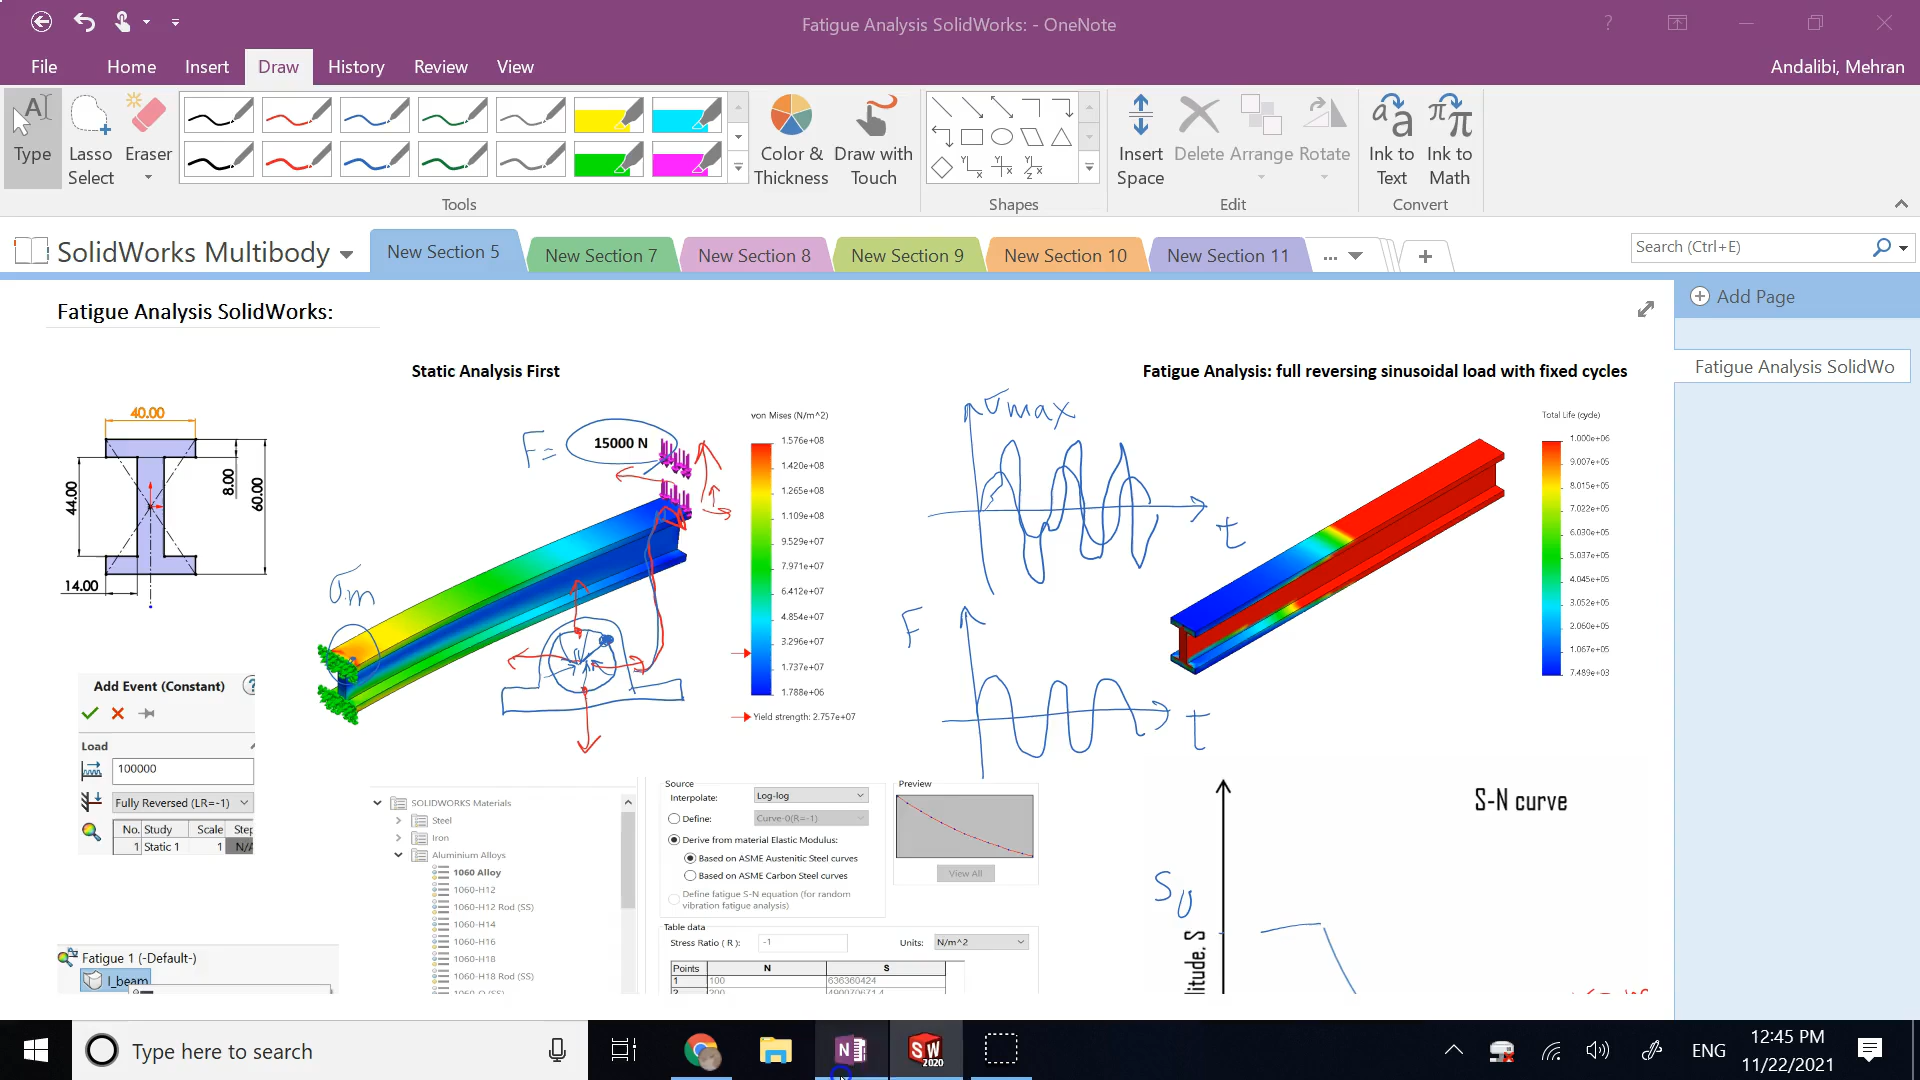 Fatigue Analysis SolidWorks: - OneNote
?
File
Home
Insert
Draw
History
Review
View
Andalibi, Mehran
Type
Lasso
Select
Eraser
Color &
Thickness
Draw with
Touch
Insert
Space
Delete
Arrange
Rotate
Ink to
Text
Ink to
Math
Tools
Shapes
Edit
Convert
SolidWorks Multibody
New Section 5
New Section 7
New Section 8
New Section 9
New Section 10
New Section 11
...
Search (Ctrl+E)
Add Page
Fatigue Analysis SolidWo
Fatigue Analysis SolidWorks:
Static Analysis First
Fatigue Analysis: full reversing sinusoidal load with fixed cycles
40.00
44.00
8.00
60.00
14.00
F=
15000 N
σm
von Mises (N/m^2)
1.576e+08
1.420e+08
1.265e+08
1.109e+08
9.529e+07
7.971e+07
6.412e+07
4.854e+07
3.296e+07
1.737e+07
1.788e+06
Yield strength: 2.757e+07
σmax
t
F
t
Total Life (cycle)
1.000e+06
9.007e+05
8.015e+05
7.022e+05
6.030e+05
5.037e+05
4.045e+05
3.052e+05
2.060e+05
1.067e+05
7.489e+03
Add Event (Constant)
Load
100000
Fully Reversed (LR=-1)
No. Study Scale Step
1 Static 1 1 N/A
Fatigue 1 (-Default-)
I_beam
SOLIDWORKS Materials
Steel
Iron
Aluminium Alloys
1060 Alloy
1060-H12
1060-H12 Rod (SS)
1060-H14
1060-H16
1060-H18
1060-H18 Rod (SS)
1060-O (SS)
Source
Interpolate: Log-log
Define: Curve-0(R=-1)
Derive from material Elastic Modulus:
Based on ASME Austenitic Steel curves
Based on ASME Carbon Steel curves
Define fatigue S-N equation (for random
vibration fatigue analysis)
Preview
View All
Table data
Stress Ratio ( R ): -1
Units: N/m^2
Points N S
1 100 636360424
2 200 490070671.4
S-N curve
litude, S
Type here to search
SW
2020
N
ENG
12:45 PM
11/22/2021